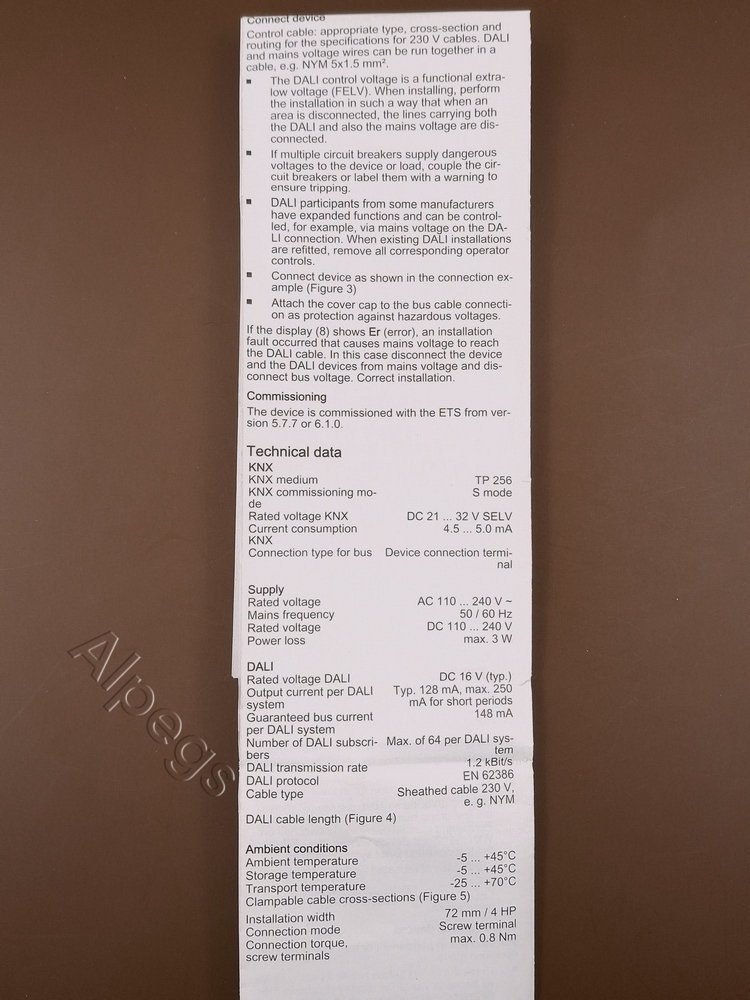 Connect device
Control cable: appropriate type, cross-section and
routing for the specifications for 230 V cables. DALI
and mains voltage wires can be run together in a
cable, e.g. NYM 5x1.5 mm².
▪ The DALI control voltage is a functional extra-
low voltage (FELV). When installing, perform
the installation in such a way that when an
area is disconnected, the lines carrying both
the DALI and also the mains voltage are dis-
connected.
▪ If multiple circuit breakers supply dangerous
voltages to the device or load, couple the cir-
cuit breakers or label them with a warning to
ensure tripping.
▪ DALI participants from some manufacturers
have expanded functions and can be control-
led, for example, via mains voltage on the DA-
LI connection. When existing DALI installations
are refitted, remove all corresponding operator
controls.
▪ Connect device as shown in the connection ex-
ample (Figure 3)
▪ Attach the cover cap to the bus cable connecti-
on as protection against hazardous voltages.
If the display (8) shows Er (error), an installation
fault occurred that causes mains voltage to reach
the DALI cable. In this case disconnect the device
and the DALI devices from mains voltage and dis-
connect bus voltage. Correct installation.
Commissioning
The device is commissioned with the ETS from ver-
sion 5.7.7 or 6.1.0.
Technical data
KNX
KNX medium TP 256
KNX commissioning mo- S mode
de
Rated voltage KNX DC 21 ... 32 V SELV
Current consumption 4.5 ... 5.0 mA
KNX
Connection type for bus Device connection termi-
nal
Supply
Rated voltage AC 110 ... 240 V ~
Mains frequency 50 / 60 Hz
Rated voltage DC 110 ... 240 V
Power loss max. 3 W
DALI
Rated voltage DALI DC 16 V (typ.)
Output current per DALI Typ. 128 mA, max. 250
system mA for short periods
Guaranteed bus current 148 mA
per DALI system
Number of DALI subscri- Max. of 64 per DALI sys-
bers tem
DALI transmission rate 1.2 kBit/s
DALI protocol EN 62386
Cable type Sheathed cable 230 V,
e. g. NYM
DALI cable length (Figure 4)
Ambient conditions
Ambient temperature -5 ... +45°C
Storage temperature -5 ... +45°C
Transport temperature -25 ... +70°C
Clampable cable cross-sections (Figure 5)
Installation width 72 mm / 4 HP
Connection mode Screw terminal
Connection torque, max. 0.8 Nm
screw terminals
Alpegs